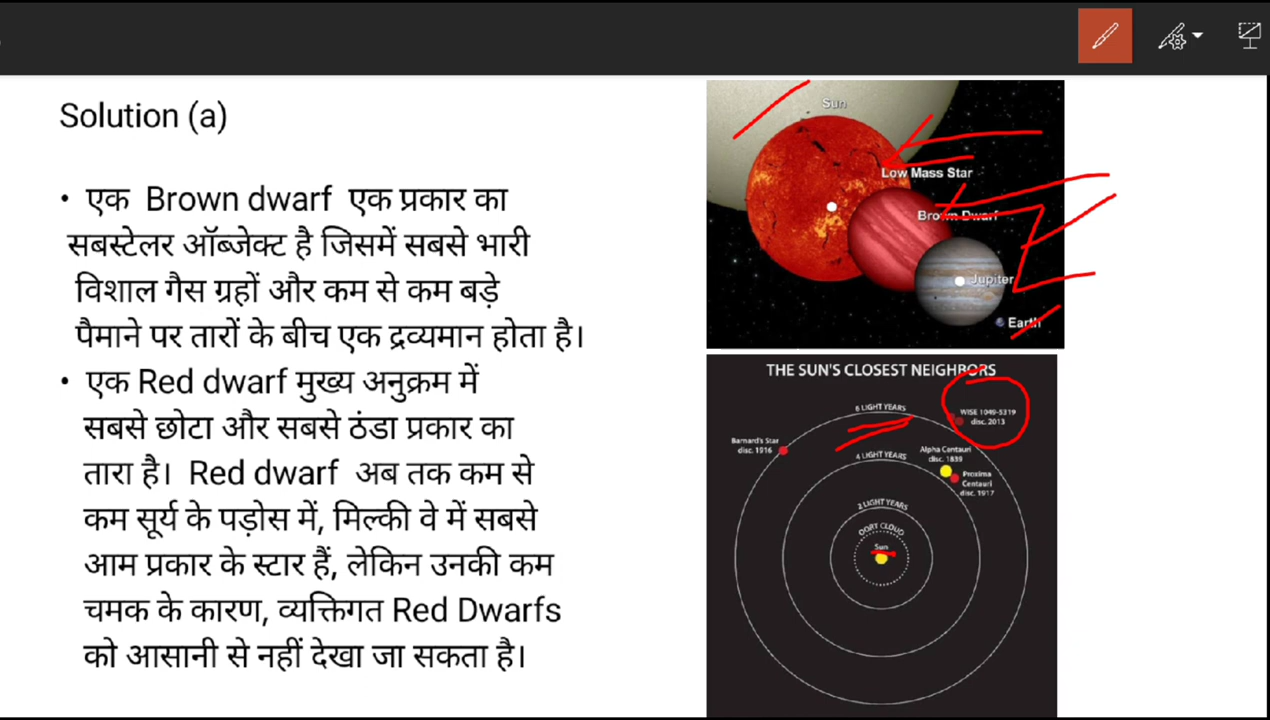 Solution (a)
• एक Brown dwarf एक प्रकार का
सबस्टेलर ऑब्जेक्ट है जिसमें सबसे भारी
विशाल गैस ग्रहों और कम से कम बड़े
पैमाने पर तारों के बीच एक द्रव्यमान होता है।
• एक Red dwarf मुख्य अनुक्रम में
सबसे छोटा और सबसे ठंडा प्रकार का
तारा है। Red dwarf अब तक कम से
कम सूर्य के पड़ोस में, मिल्की वे में सबसे
आम प्रकार के स्टार हैं, लेकिन उनकी कम
चमक के कारण, व्यक्तिगत Red Dwarfs
को आसानी से नहीं देखा जा सकता है।
Sun
Low Mass Star
Brown Dwarf
Jupiter
Earth
THE SUN'S CLOSEST NEIGHBORS
6 LIGHT YEARS
WISE 1049-5319
disc. 2013
Barnard's Star
disc. 1916
Alpha Centauri
disc. 1839
4 LIGHT YEARS
Proxima
Centauri
disc. 1917
2 LIGHT YEARS
OORT CLOUD
Sun